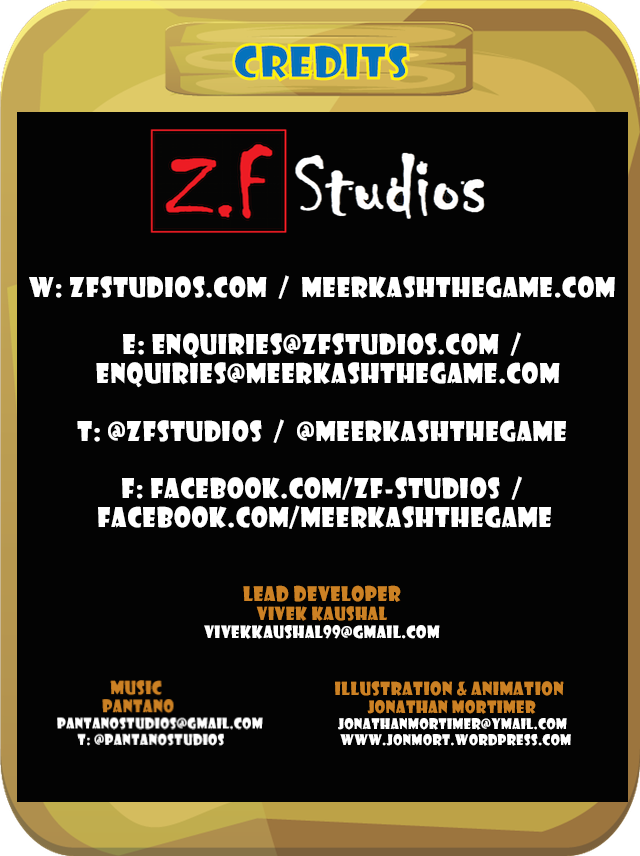 CREDITS
Z.F Studios
W: ZFSTUDIOS.COM / MEERKASHTHEGAME.COM
E: ENQUIRIES@ZFSTUDIOS.COM /
ENQUIRIES@MEERKASHTHEGAME.COM
T: @ZFSTUDIOS / @MEERKASHTHEGAME
F: FACEBOOK.COM/ZF-STUDIOS /
FACEBOOK.COM/MEERKASHTHEGAME
LEAD DEVELOPER
VIVEK KAUSHAL
VIVEKKAUSHAL99@GMAIL.COM
MUSIC
PANTANO
PANTANOSTUDIOS@GMAIL.COM
T: @PANTANOSTUDIOS
ILLUSTRATION & ANIMATION
JONATHAN MORTIMER
JONATHANMORTIMER@YMAIL.COM
WWW.JONMORT.WORDPRESS.COM